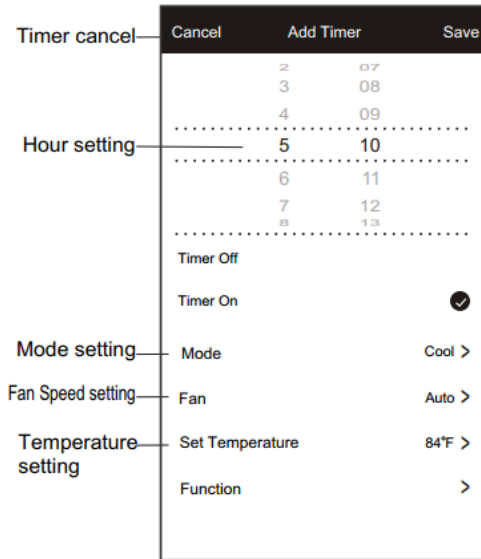 Timer cancel
Cancel Add Timer Save
2 07
3 08
4 09
Hour setting
5 10
6 11
7 12
8 13
Timer Off
Timer On
Mode setting
Mode Cool >
Fan Speed setting
Fan Auto >
Temperature setting
Set Temperature 84°F >
Function >